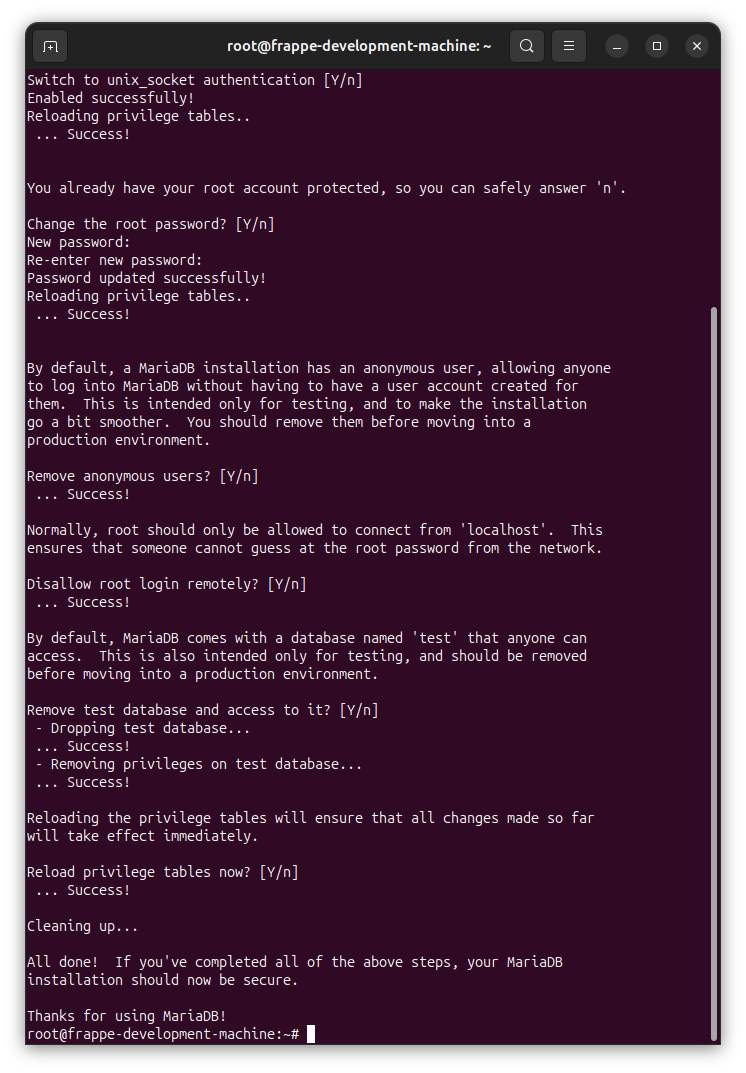 root@frappe-development-machine: ~
Switch to unix_socket authentication [Y/n]
Enabled successfully!
Reloading privilege tables..
 ... Success!
You already have your root account protected, so you can safely answer 'n'.
Change the root password? [Y/n]
New password:
Re-enter new password:
Password updated successfully!
Reloading privilege tables..
 ... Success!
By default, a MariaDB installation has an anonymous user, allowing anyone
to log into MariaDB without having to have a user account created for
them.  This is intended only for testing, and to make the installation
go a bit smoother.  You should remove them before moving into a
production environment.
Remove anonymous users? [Y/n]
 ... Success!
Normally, root should only be allowed to connect from 'localhost'.  This
ensures that someone cannot guess at the root password from the network.
Disallow root login remotely? [Y/n]
 ... Success!
By default, MariaDB comes with a database named 'test' that anyone can
access.  This is also intended only for testing, and should be removed
before moving into a production environment.
Remove test database and access to it? [Y/n]
 - Dropping test database...
 ... Success!
 - Removing privileges on test database...
 ... Success!
Reloading the privilege tables will ensure that all changes made so far
will take effect immediately.
Reload privilege tables now? [Y/n]
 ... Success!
Cleaning up...
All done!  If you've completed all of the above steps, your MariaDB
installation should now be secure.
Thanks for using MariaDB!
root@frappe-development-machine:~#